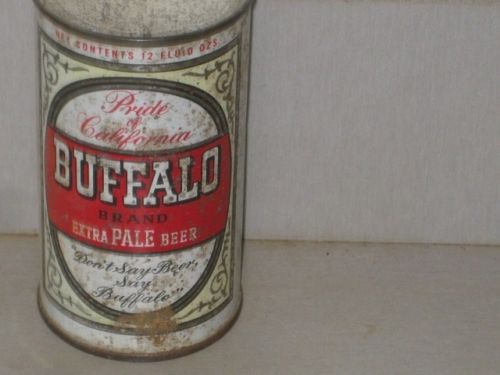 NET CONTENTS 12 FLUID OZS.
Pride
of
California
BUFFALO
BRAND
EXTRA PALE BEER
"Don't Say Beer,
Say
Buffalo"